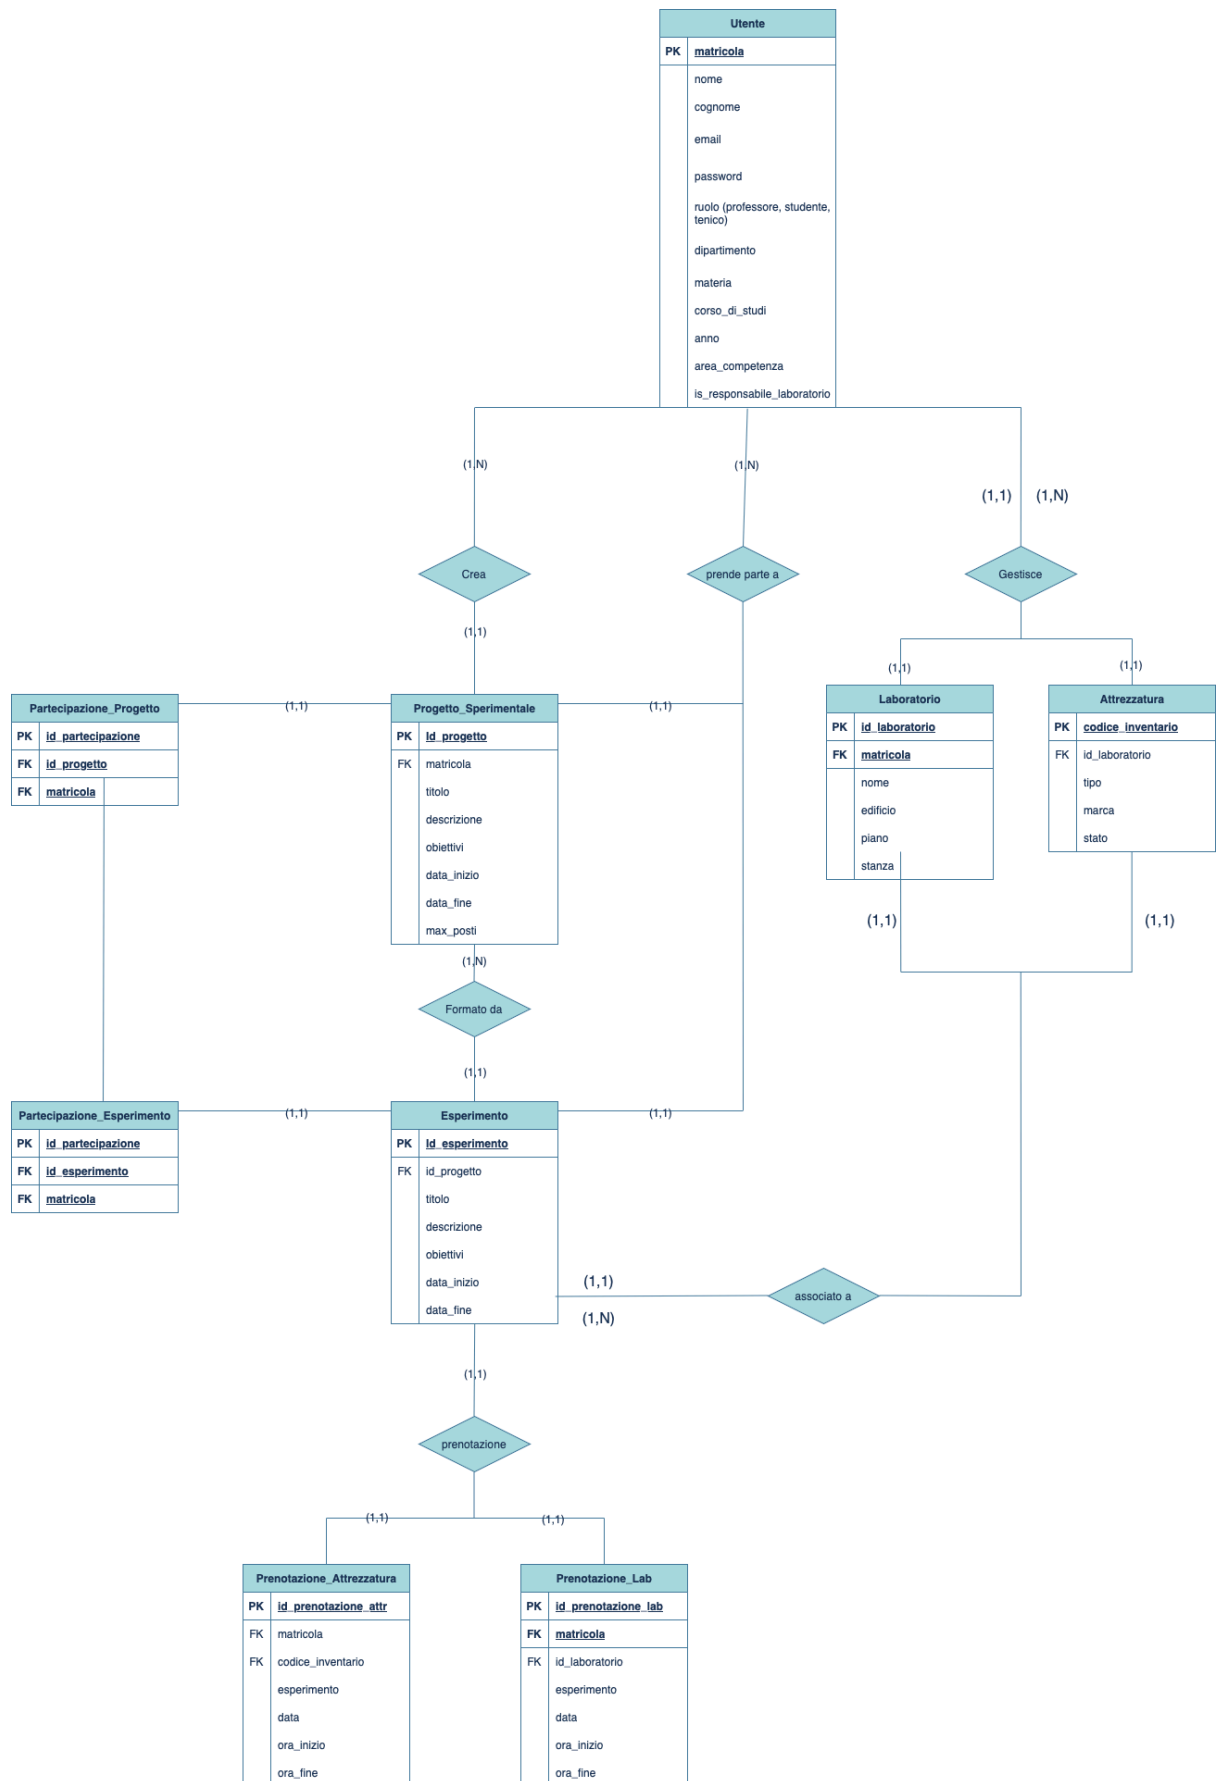 Utente
PK matricola
nome
cognome
email
password
ruolo (professore, studente,
tenico)
dipartimento
materia
corso_di_studi
anno
area_competenza
is_responsabile_laboratorio
(1,N)
(1,N)
(1,1) (1,N)
Crea
prende parte a
Gestisce
(1,1)
(1,1)
(1,1)
Partecipazione_Progetto
PK id_partecipazione
FK id_progetto
FK matricola
(1,1)
Progetto_Sperimentale
PK Id_progetto
FK matricola
titolo
descrizione
obiettivi
data_inizio
data_fine
max_posti
(1,1)
Laboratorio
PK id_laboratorio
FK matricola
nome
edificio
piano
stanza
Attrezzatura
PK codice_inventario
FK id_laboratorio
tipo
marca
stato
(1,1)
(1,1)
(1,N)
Formato da
(1,1)
Partecipazione_Esperimento
PK id_partecipazione
FK id_esperimento
FK matricola
(1,1)
Esperimento
PK Id_esperimento
FK id_progetto
titolo
descrizione
obiettivi
data_inizio
data_fine
(1,1)
(1,1)
(1,N)
associato a
(1,1)
prenotazione
(1,1)
(1,1)
Prenotazione_Attrezzatura
PK id_prenotazione_attr
FK matricola
FK codice_inventario
esperimento
data
ora_inizio
ora_fine
Prenotazione_Lab
PK id_prenotazione_lab
FK matricola
FK id_laboratorio
esperimento
data
ora_inizio
ora_fine